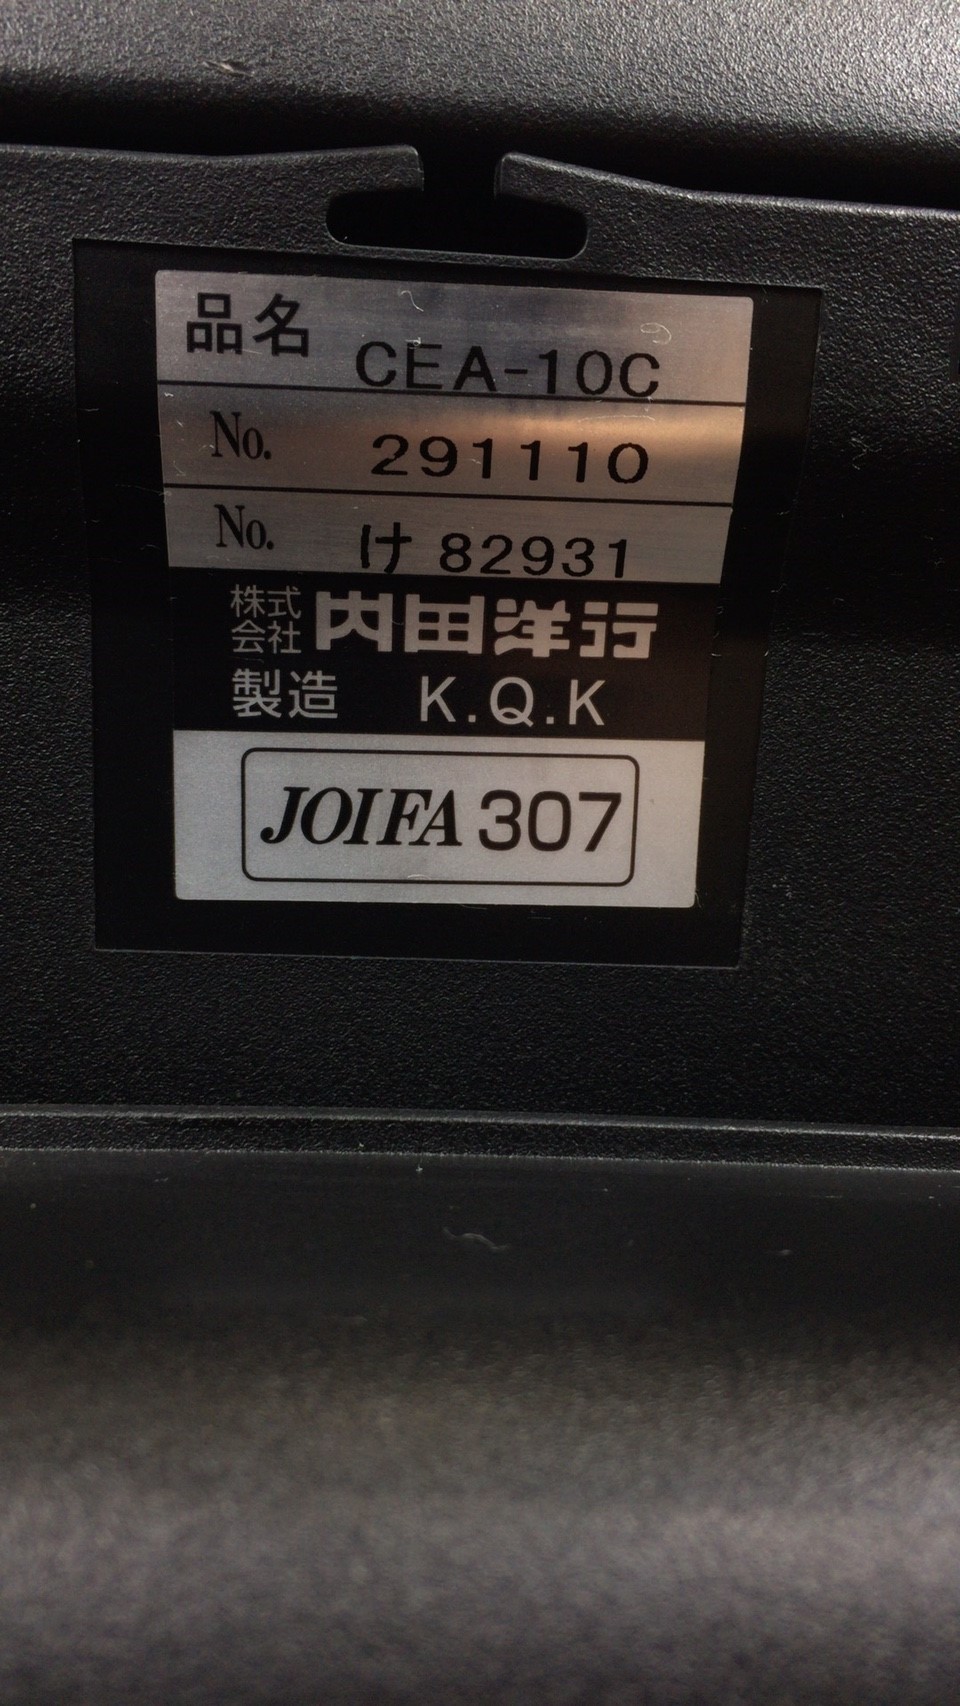 品名 CEA-10C
No. 291110
No. け 82931
株式会社 内田洋行
製造 K.Q.K
JOIFA 307